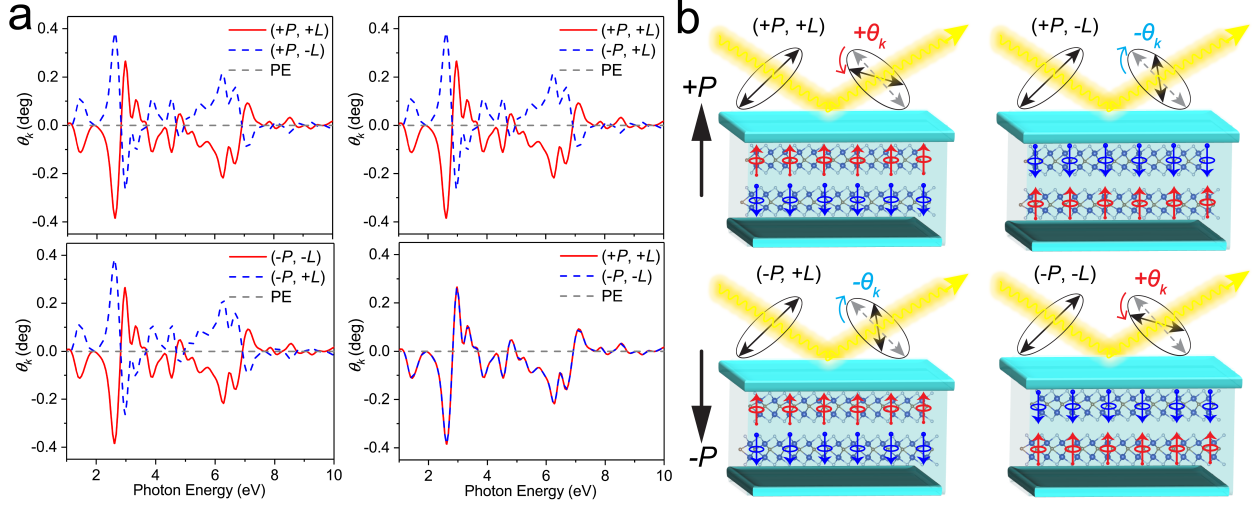 a
0.4
0.2
0.0
-0.2
-0.4
θk (deg)
(+P, +L)
(+P, -L)
PE
(+P, +L)
(-P, +L)
PE
0.4
0.2
0.0
-0.2
-0.4
θk (deg)
0.4
0.2
0.0
-0.2
-0.4
θk (deg)
(-P, -L)
(-P, +L)
PE
(+P, +L)
(-P, -L)
PE
0.4
0.2
0.0
-0.2
-0.4
θk (deg)
2 4 6 8 10
Photon Energy (eV)
2 4 6 8 10
Photon Energy (eV)
b
(+P, +L)
+θk
(+P, -L)
-θk
+P
(-P, +L)
-θk
(-P, -L)
+θk
-P